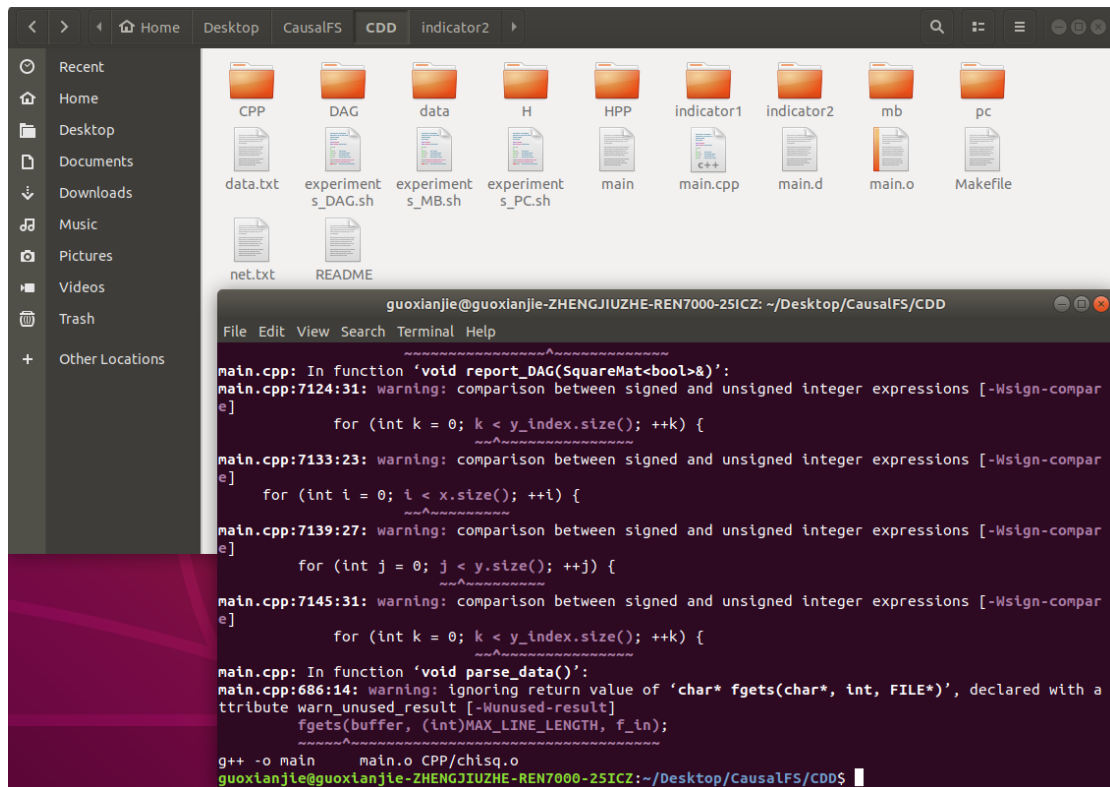 Home Desktop CausalFS CDD indicator2
Recent
Home
Desktop
Documents
Downloads
Music
Pictures
Videos
Trash
+ Other Locations
CPP DAG data H HPP indicator1 indicator2 mb pc
data.txt experiments_DAG.sh experiments_MB.sh experiments_PC.sh main main.cpp main.d main.o Makefile
c++
net.txt README
guoxianjie@guoxianjie-ZHENGJIUZHE-REN7000-25ICZ: ~/Desktop/CausalFS/CDD
File Edit View Search Terminal Help
~~~~~~~~~~~~~~~~^~~~~~~~~~~~~~
main.cpp: In function ‘void report_DAG(SquareMat<bool>&)’:
main.cpp:7124:31: warning: comparison between signed and unsigned integer expressions [-Wsign-compar
e]
for (int k = 0; k < y_index.size(); ++k) {
~~^~~~~~~~~~~~~~~~
main.cpp:7133:23: warning: comparison between signed and unsigned integer expressions [-Wsign-compar
e]
for (int i = 0; i < x.size(); ++i) {
~~^~~~~~~~~~
main.cpp:7139:27: warning: comparison between signed and unsigned integer expressions [-Wsign-compar
e]
for (int j = 0; j < y.size(); ++j) {
~~^~~~~~~~~~
main.cpp:7145:31: warning: comparison between signed and unsigned integer expressions [-Wsign-compar
e]
for (int k = 0; k < y_index.size(); ++k) {
~~^~~~~~~~~~~~~~~~
main.cpp: In function ‘void parse_data()’:
main.cpp:686:14: warning: ignoring return value of ‘char* fgets(char*, int, FILE*)’, declared with a
ttribute warn_unused_result [-Wunused-result]
fgets(buffer, (int)MAX_LINE_LENGTH, f_in);
~~~~~^~~~~~~~~~~~~~~~~~~~~~~~~~~~~~~~~~~~
g++ -o main main.o CPP/chisq.o
guoxianjie@guoxianjie-ZHENGJIUZHE-REN7000-25ICZ:~/Desktop/CausalFS/CDD$